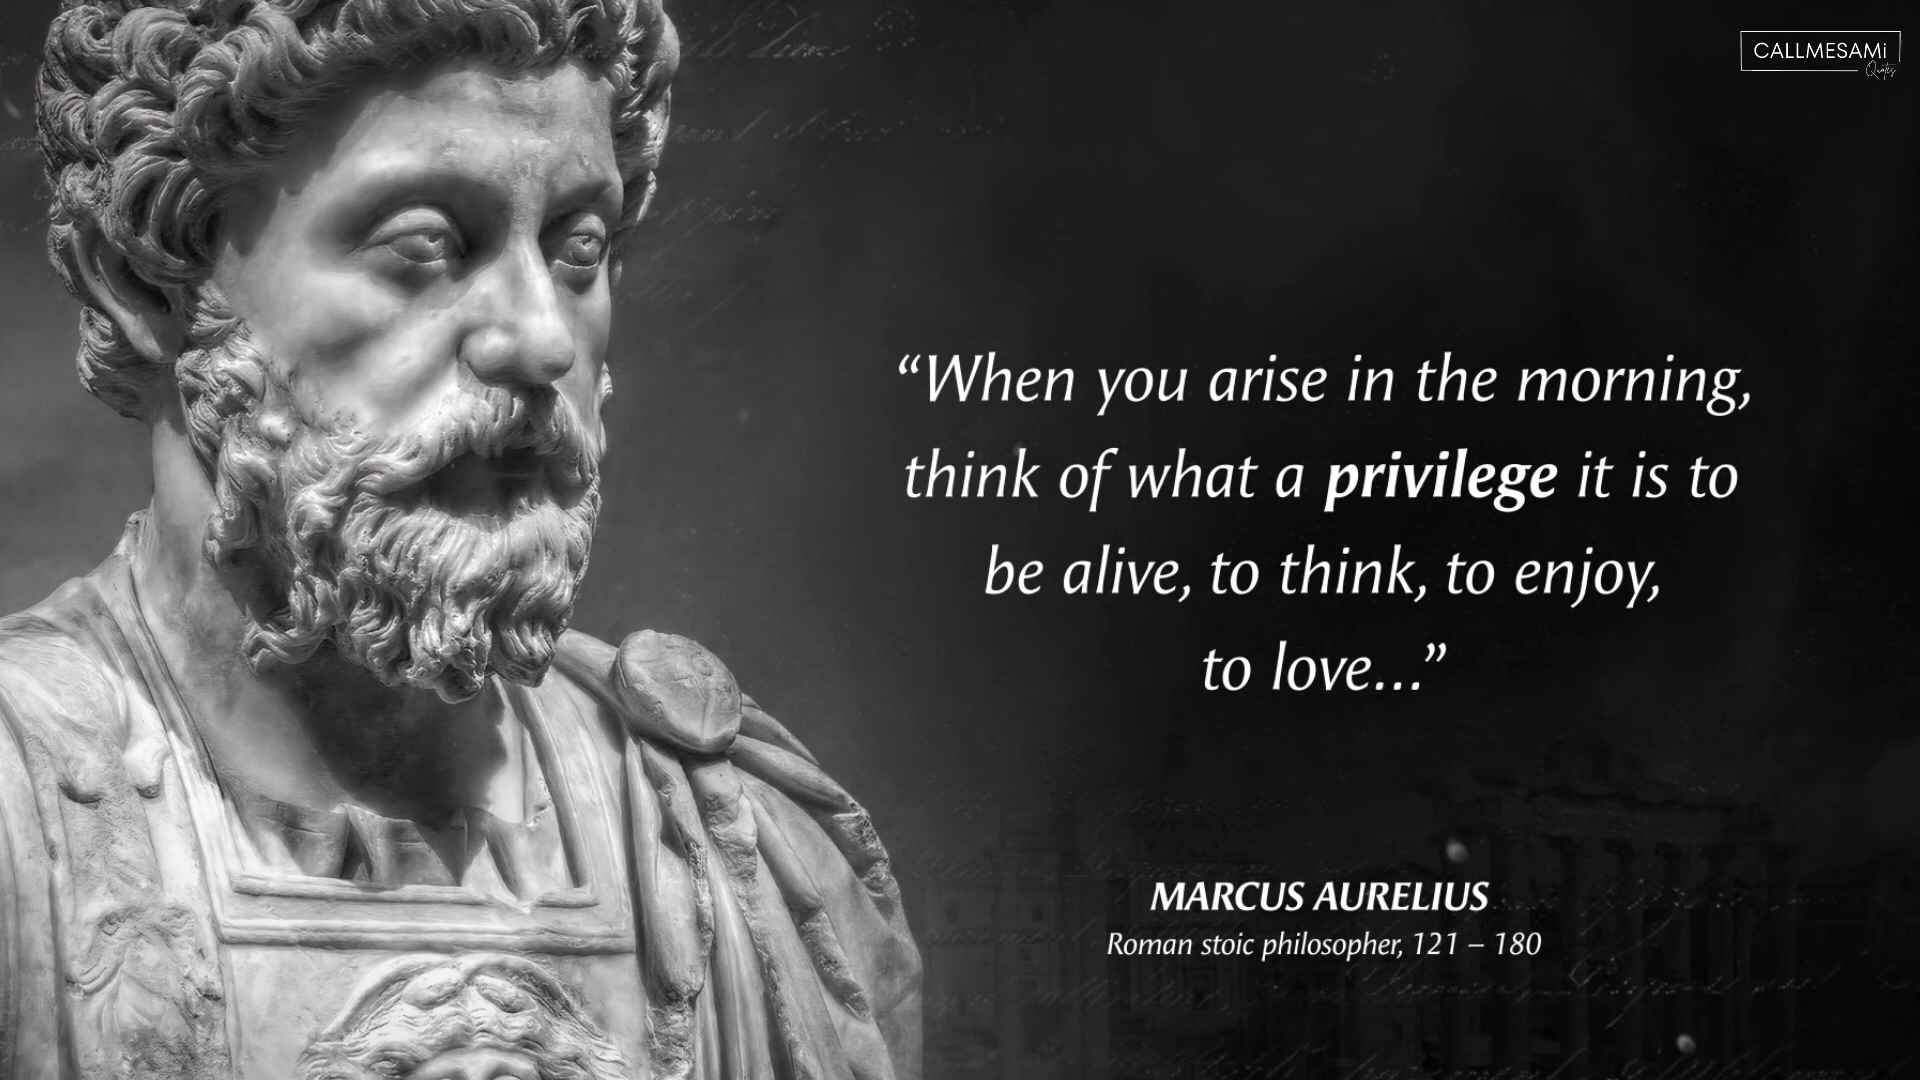 CALLMESAMi
Quotes
“When you arise in the morning,
think of what a privilege it is to
be alive, to think, to enjoy,
to love...”
MARCUS AURELIUS
Roman stoic philosopher, 121 – 180